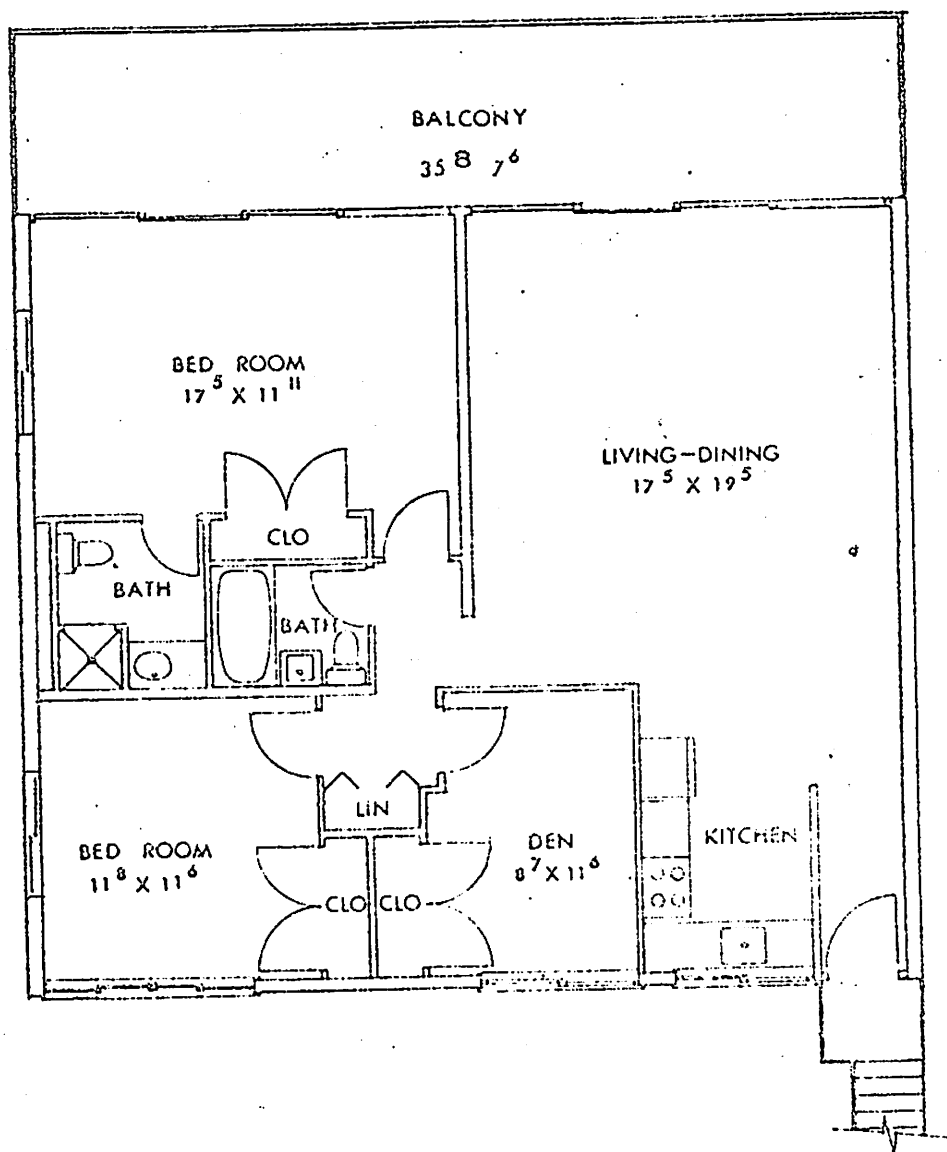 BALCONY
35 8 7 6
BED ROOM
17 5 X 11 11
LIVING-DINING
17 5 X 19 5
CLO
BATH
BATH
LIN
BED ROOM
11 8 X 11 6
DEN
8 7 X 11 6
KITCHEN
CLO CLO